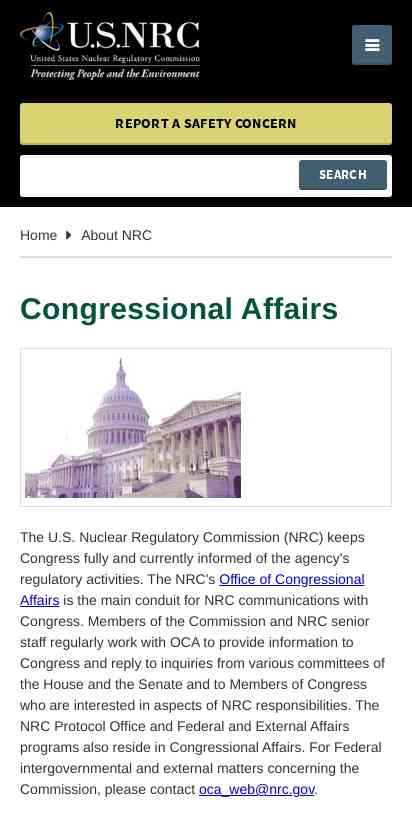 U.S.NRC
United States Nuclear Regulatory Commission
Protecting People and the Environment
REPORT A SAFETY CONCERN
SEARCH
Home About NRC
Congressional Affairs
The U.S. Nuclear Regulatory Commission (NRC) keeps
Congress fully and currently informed of the agency's
regulatory activities. The NRC's Office of Congressional
Affairs is the main conduit for NRC communications with
Congress. Members of the Commission and NRC senior
staff regularly work with OCA to provide information to
Congress and reply to inquiries from various committees of
the House and the Senate and to Members of Congress
who are interested in aspects of NRC responsibilities. The
NRC Protocol Office and Federal and External Affairs
programs also reside in Congressional Affairs. For Federal
intergovernmental and external matters concerning the
Commission, please contact oca_web@nrc.gov.